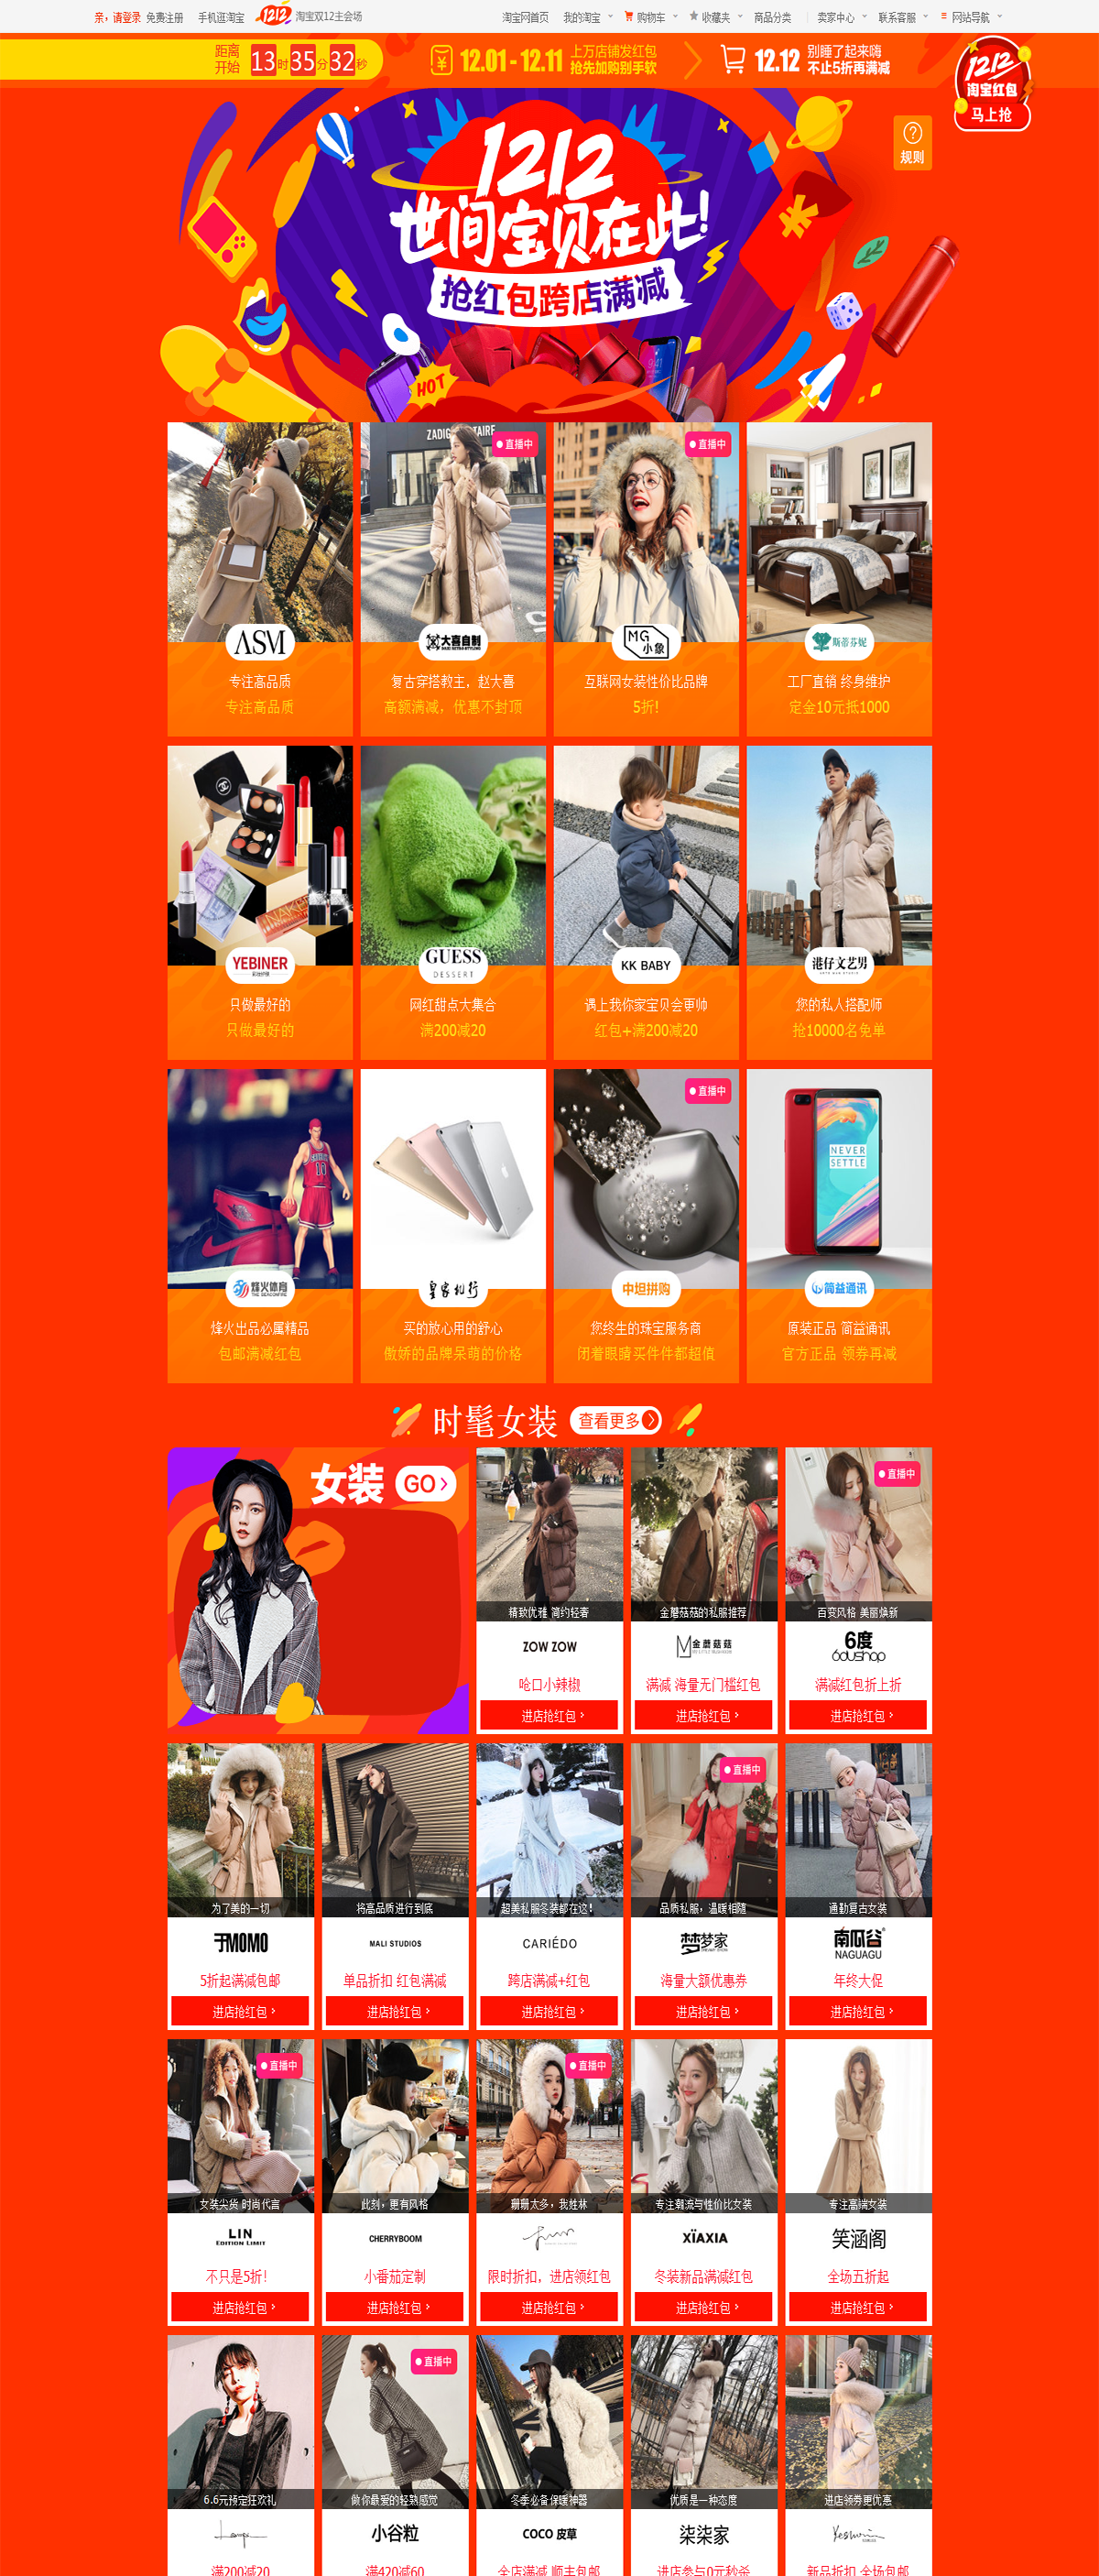 亲，请登录 免费注册 手机逛淘宝 1212 淘宝双12主会场 淘宝网首页 我的淘宝 购物车 收藏夹 商品分类 卖家中心 联系客服 网站导航
距离开始 13时35分32秒
12.01 - 12.11 上万店铺发红包 抢先加购别手软
12.12 别睡了起来嗨 不止5折再满减
1212 淘宝红包 马上抢
规则
1212
世间宝贝在此!
抢红包跨店满减
HOT
ZADIG
直播中
直播中
ASM
大喜自制
MG小象
斯蒂芬妮
专注高品质
复古穿搭教主，赵大喜
互联网女装性价比品牌
工厂直销 终身维护
专注高品质
高额满减，优惠不封顶
5折!
定金10元抵1000
YEBINER
GUESS DESSERT
KK BABY
港仔文艺男
只做最好的
网红甜点大集合
遇上我你家宝贝会更帅
您的私人搭配师
只做最好的
满200减20
红包+满200减20
抢10000名免单
直播中
NEVER SETTLE
烽火体育 THE BEACONFIRE
皇家机行
中坦拼购
简益通讯
烽火出品必属精品
买的放心用的舒心
您终生的珠宝服务商
原装正品 简益通讯
包邮满减红包
傲娇的品牌呆萌的价格
闭着眼睛买件件都超值
官方正品 领券再减
时髦女装 查看更多
女装 GO
直播中
精致优雅 简约轻奢
金蘑菇菇的私服推荐
百变风格 美丽焕新
ZOW ZOW
金蘑菇菇
6度 6dushop
呛口小辣椒
满减 海量无门槛红包
满减红包折上折
进店抢红包
进店抢红包
进店抢红包
直播中
为了美的一切
将高品质进行到底
超美私服冬装都在这!
品质私服，温暖相随
通勤复古女装
于MOMO
MALI STUDIOS
CARIÉDO
梦梦家
南瓜谷 NAGUAGU
5折起满减包邮
单品折扣 红包满减
跨店满减+红包
海量大额优惠券
年终大促
进店抢红包
进店抢红包
进店抢红包
进店抢红包
进店抢红包
直播中
直播中
女装尖货 时尚代言
此刻，更有风格
珊珊太多，我姓林
专注潮流与性价比女装
专注高端女装
LIN EDITION LIMIT
CHERRYBOOM
XÏAXIA
笑涵阁
不只是5折!
小番茄定制
限时折扣，进店领红包
冬装新品满减红包
全场五折起
进店抢红包
进店抢红包
进店抢红包
进店抢红包
进店抢红包
直播中
6.6元预定狂欢礼
做你最爱的轻熟感觉
冬季必备保暖神器
优质是一种态度
进店领券更优惠
小谷粒
COCO 皮草
柒柒家
满200减20
满420减60
全店满减 顺丰包邮
进店参与0元秒杀
新品折扣 全场包邮